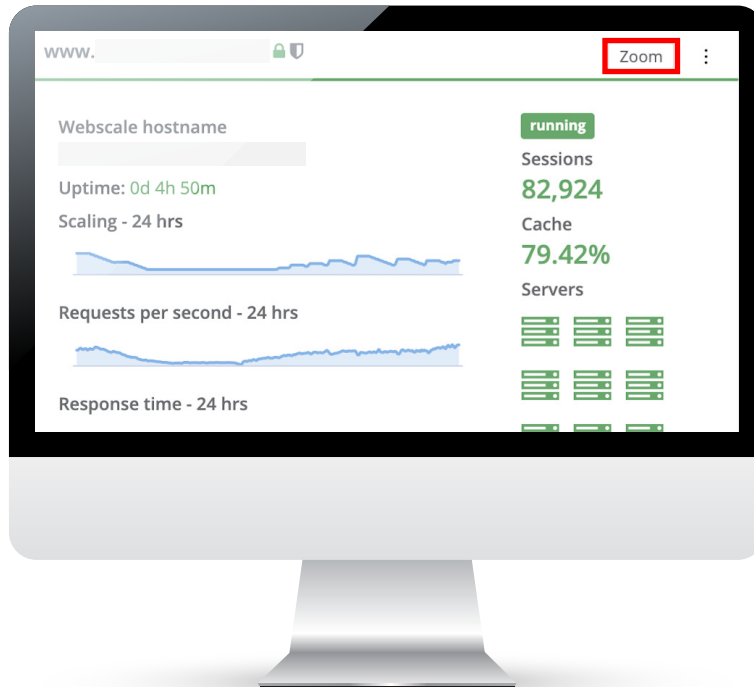 www.
Zoom
Webscale hostname
Uptime: 0d 4h 50m
Scaling - 24 hrs
Requests per second - 24 hrs
Response time - 24 hrs
running
Sessions
82,924
Cache
79.42%
Servers